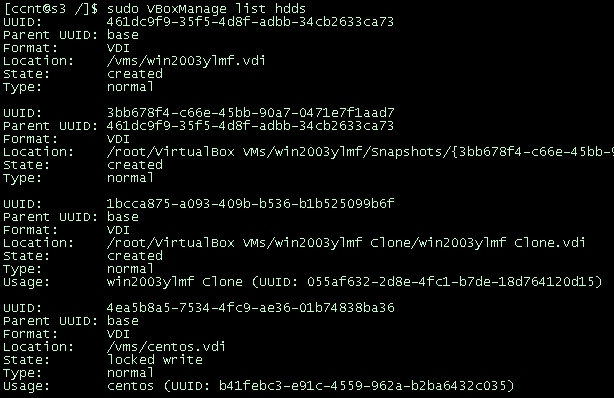 [ccnt@s3 /]$ sudo VBoxManage list hdds
UUID: 461dc9f9-35f5-4d8f-adbb-34cb2633ca73
Parent UUID: base
Format: VDI
Location: /vms/win2003ylmf.vdi
State: created
Type: normal
UUID: 3bb678f4-c66e-45bb-90a7-0471e7f1aad7
Parent UUID: 461dc9f9-35f5-4d8f-adbb-34cb2633ca73
Format: VDI
Location: /root/VirtualBox VMs/win2003ylmf/Snapshots/{3bb678f4-c66e-45bb-9
State: created
Type: normal
UUID: 1bcca875-a093-409b-b536-b1b525099b6f
Parent UUID: base
Format: VDI
Location: /root/VirtualBox VMs/win2003ylmf Clone/win2003ylmf Clone.vdi
State: created
Type: normal
Usage: win2003ylmf Clone (UUID: 055af632-2d8e-4fc1-b7de-18d764120d15)
UUID: 4ea5b8a5-7534-4fc9-ae36-01b74838ba36
Parent UUID: base
Format: VDI
Location: /vms/centos.vdi
State: locked write
Type: normal
Usage: centos (UUID: b41febc3-e91c-4559-962a-b2ba6432c035)